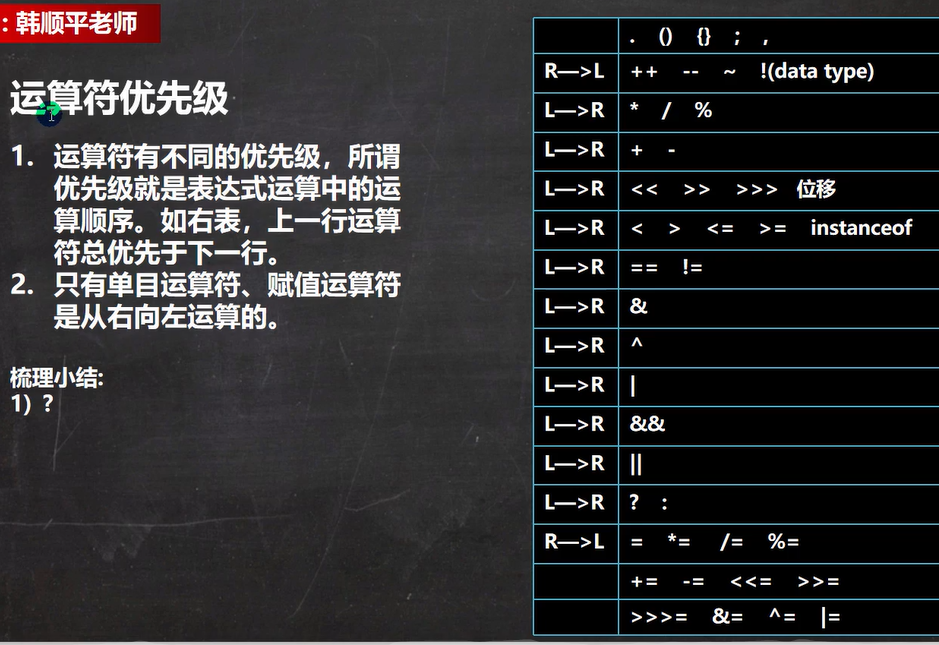 : 韩顺平老师
运算符优先级
1. 运算符有不同的优先级，所谓
优先级就是表达式运算中的运
算顺序。如右表，上一行运算
符总优先于下一行。
2. 只有单目运算符、赋值运算符
是从右向左运算的。
梳理小结:
1) ?
. () {} ; ,
R—>L ++ -- ~ !(data type)
L—>R * / %
L—>R + -
L—>R << >> >>> 位移
L—>R < > <= >= instanceof
L—>R == !=
L—>R &
L—>R ^
L—>R |
L—>R &&
L—>R ||
L—>R ? :
R—>L = *= /= %=
+= -= <<= >>=
>>>= &= ^= |=